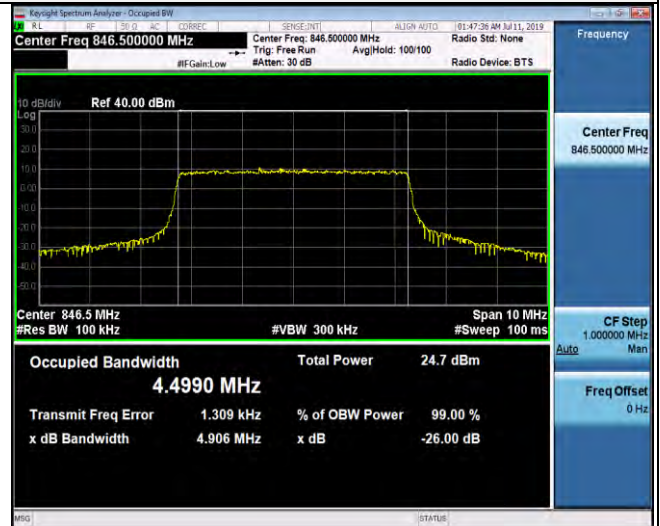 Keysight Spectrum Analyzer - Occupied BW
RL RF 50 Ω AC CORREC SENSE:INT ALIGN AUTO 01:47:36 AM Jul 11, 2019
Center Freq 846.500000 MHz
Center Freq: 846.500000 MHz Radio Std: None
Trig: Free Run Avg|Hold: 100/100
#IFGain:Low #Atten: 30 dB Radio Device: BTS
Frequency
10 dB/div Ref 40.00 dBm
Log
30.0
20.0
10.0
0.00
-10.0
-20.0
-30.0
-40.0
-50.0
Center 846.5 MHz Span 10 MHz
#Res BW 100 kHz #VBW 300 kHz #Sweep 100 ms
Occupied Bandwidth Total Power 24.7 dBm
4.4990 MHz
Transmit Freq Error 1.309 kHz % of OBW Power 99.00 %
x dB Bandwidth 4.906 MHz x dB -26.00 dB
Center Freq
846.500000 MHz
CF Step
1.000000 MHz
Auto Man
Freq Offset
0 Hz
MSG STATUS